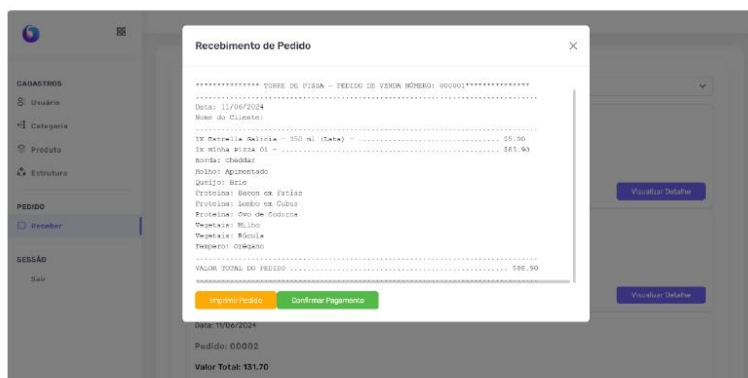 Recebimento de Pedido
CADASTROS
Usuário
Categoria
Produto
Estrutura
PEDIDO
Receber
SESSÃO
Sair
*************** TORRE DE PIZZA - PEDIDO DE VENDA NÚMERO: 000001***************
Data: 11/06/2024
Nome do Cliente:
1X Estrella Galicia - 350 ml (Lata) - ................................ $5.00
1X Minha Pizza 01 - ................................................. $83.90
Borda: Cheddar
Molho: Apimentado
Queijo: Brie
Proteína: Bacon em Fatias
Proteína: Lombo em Cubos
Proteína: Ovo de Codorna
Vegetais: Milho
Vegetais: Rúcula
Tempero: Orégano
VALOR TOTAL DO PEDIDO .................................................. $88.90
Imprimir Pedido
Confirmar Pagamento
Visualizar Detalhe
Visualizar Detalhe
Data: 11/06/2024
Pedido: 00002
Valor Total: 131.70